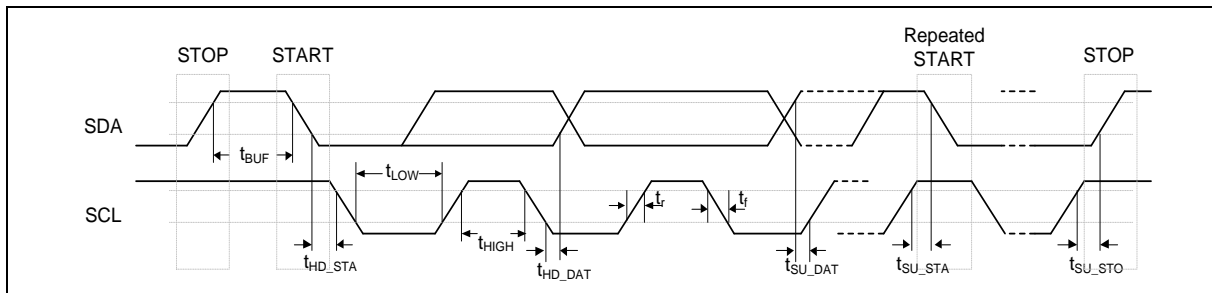 STOP
START
Repeated
START
STOP
SDA
tBUF
tLOW
SCL
tr
tf
tHIGH
tHD_STA
tHD_DAT
tSU_DAT
tSU_STA
tSU_STO